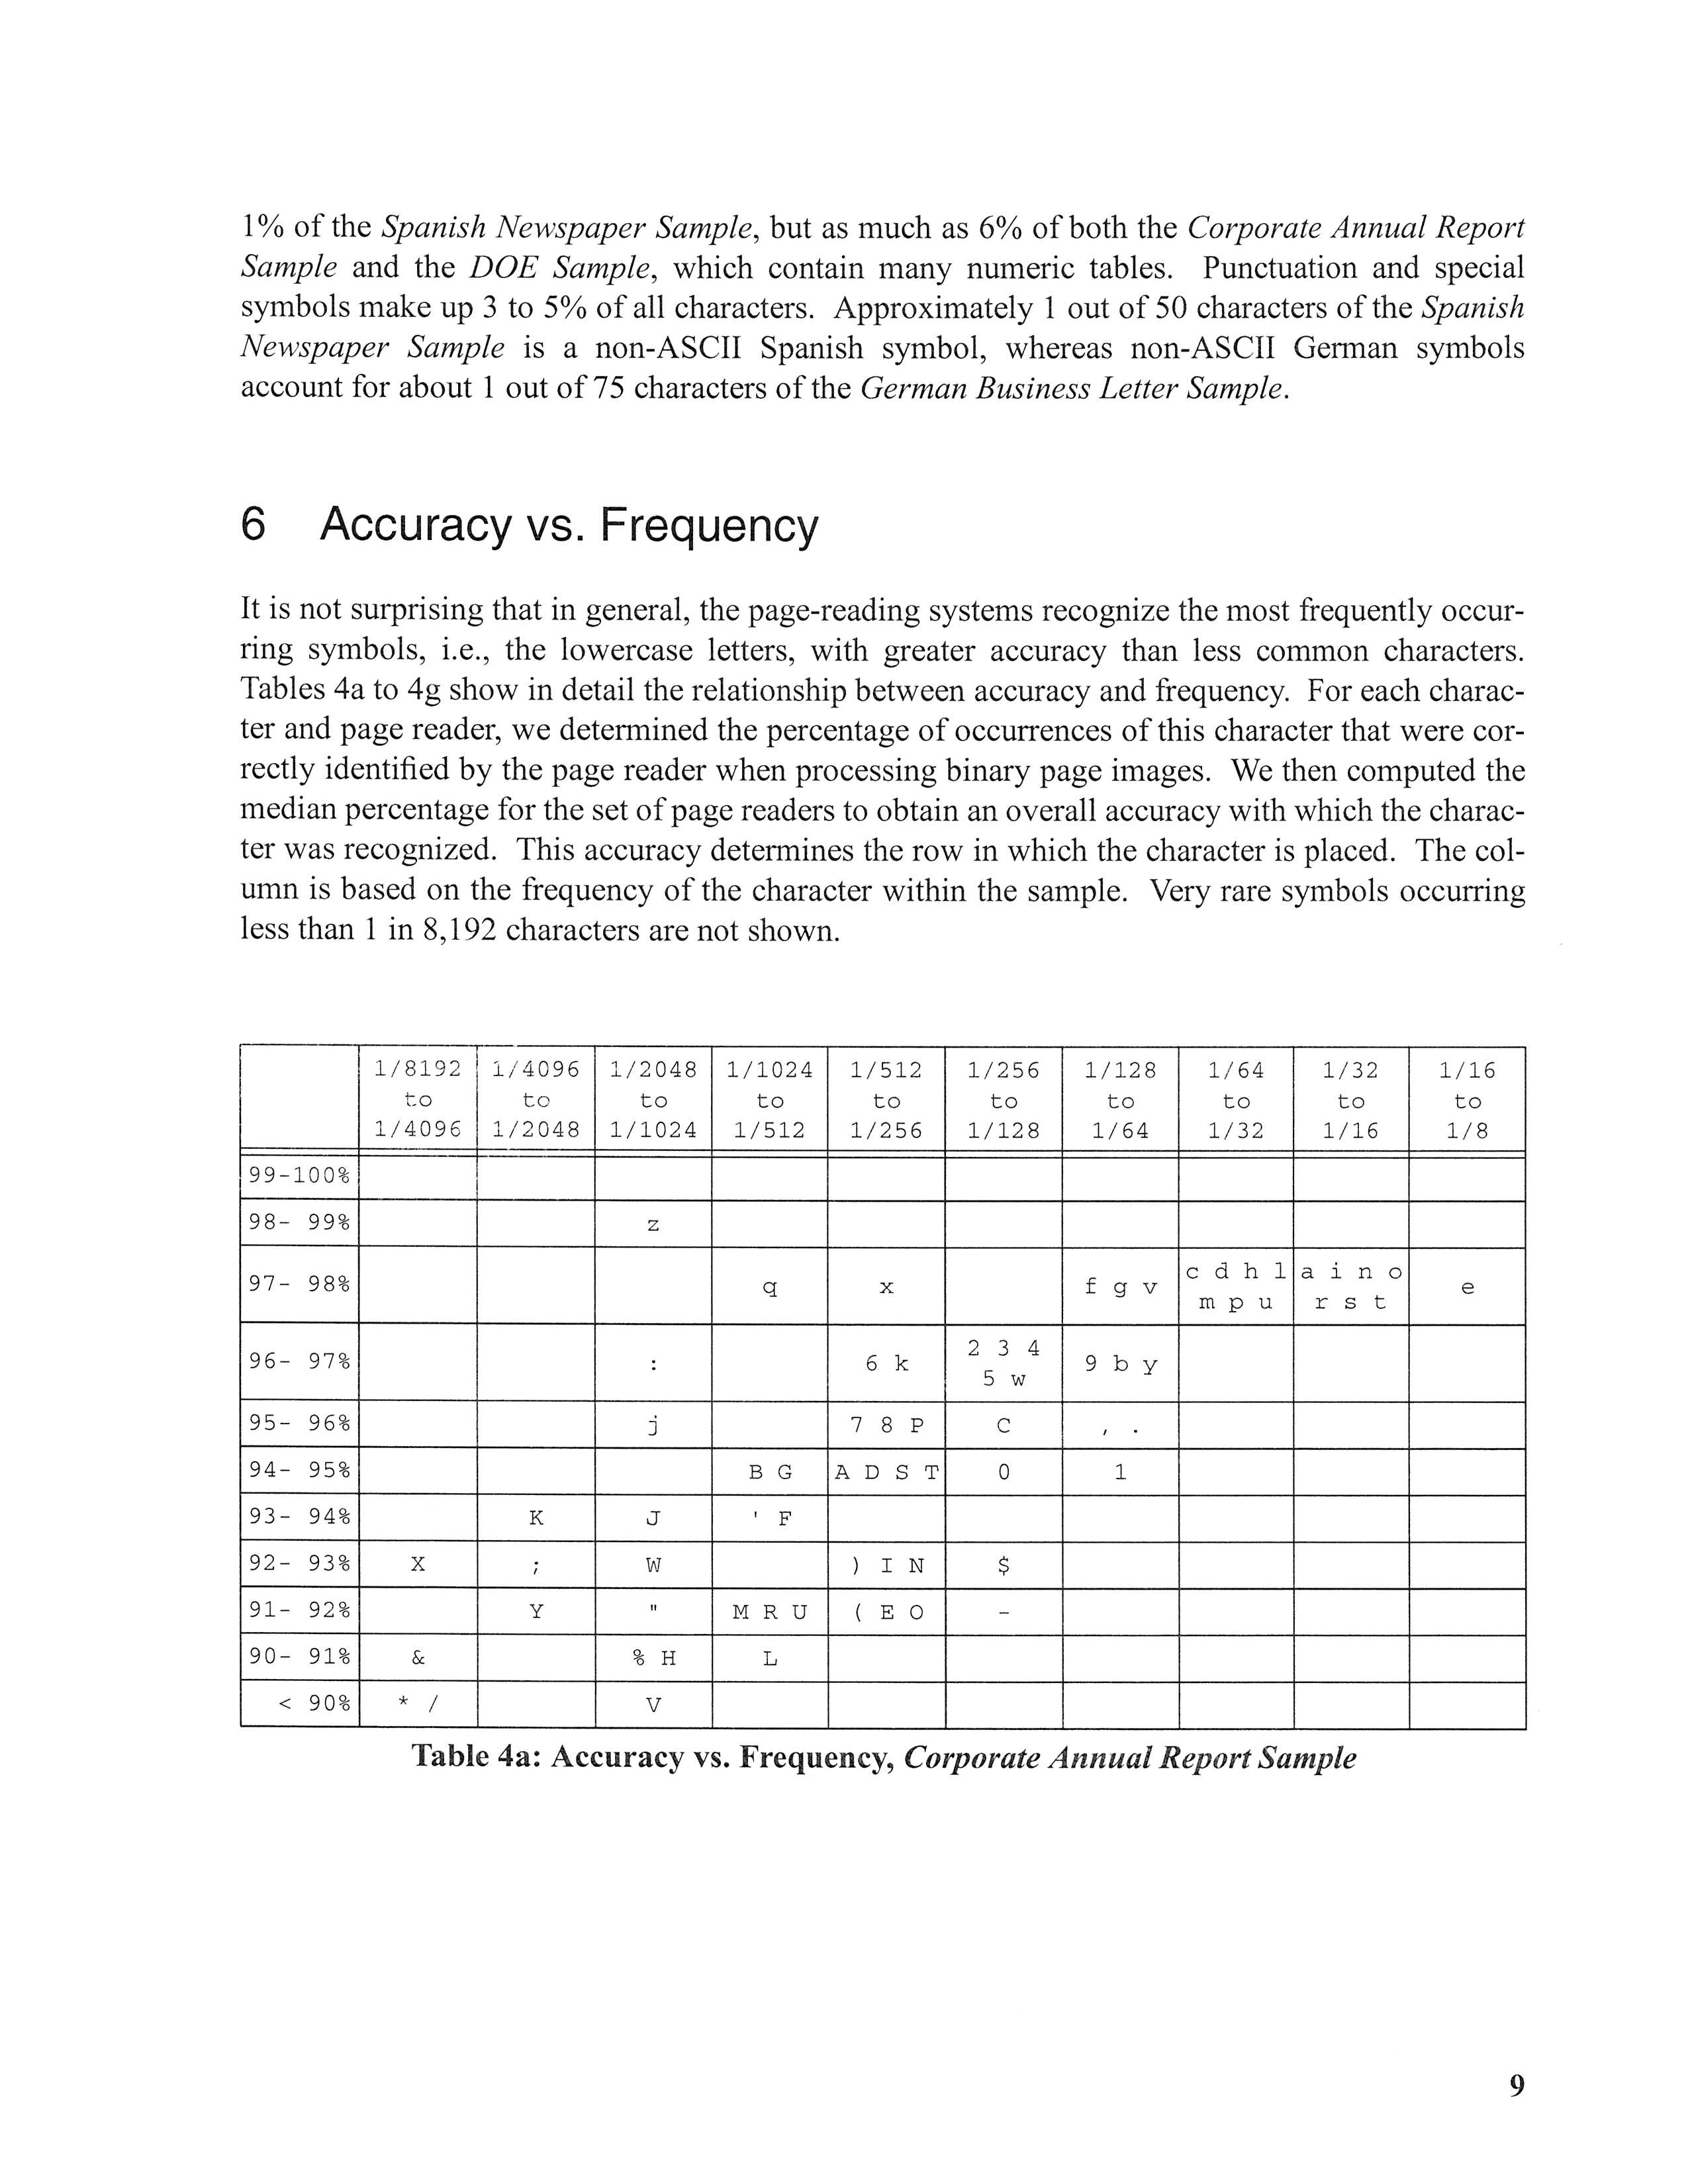 1% of the Spanish Newspaper Sample, but as much as 6% of both the Corporate Annual Report
Sample and the DOE Sample, which contain many numeric tables. Punctuation and special
symbols make up 3 to 5% of all characters. Approximately 1 out of 50 characters of the Spanish
Newspaper Sample is a non-ASCII Spanish symbol, whereas non-ASCII German symbols
account for about 1 out of 75 characters of the German Business Letter Sample.
6 Accuracy vs. Frequency
It is not surprising that in general, the page-reading systems recognize the most frequently occur-
ring symbols, i.e., the lowercase letters, with greater accuracy than less common characters.
Tables 4a to 4g show in detail the relationship between accuracy and frequency. For each charac-
ter and page reader, we determined the percentage of occurrences of this character that were cor-
rectly identified by the page reader when processing binary page images. We then computed the
median percentage for the set of page readers to obtain an overall accuracy with which the charac-
ter was recognized. This accuracy determines the row in which the character is placed. The col-
umn is based on the frequency of the character within the sample. Very rare symbols occurring
less than 1 in 8,192 characters are not shown.
1/8192 1/4096 1/2048 1/1024 1/512 1/256 1/128 1/64 1/32 1/16
to to to to to to to to to to
1/4096 1/2048 1/1024 1/512 1/256 1/128 1/64 1/32 1/16 1/8
99-100%
98- 99% z
c d h l a i n o
97- 98% q x f g v e
m p u r s t
2 3 4
96- 97% : 6 k 9 b y
5 w
95- 96% j 7 8 P C , .
94- 95% B G A D S T 0 1
93- 94% K J ' F
92- 93% X ; W ) I N $
91- 92% Y " M R U ( E O -
90- 91% & % H L
< 90% * / V
Table 4a: Accuracy vs. Frequency, Corporate Annual Report Sample
9